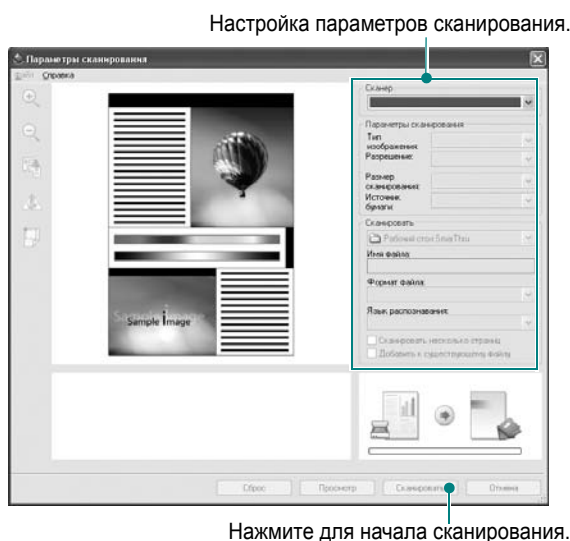 Настройка параметров сканирования.
Параметры сканирования
Файл Справка
Сканер
Параметры сканирования
Тип
изображения:
Разрешение:
Размер
сканирования:
Источник
бумаги:
Сканировать
Рабочий стол SmarThru
Имя файла:
Формат файла:
Язык распознавания:
Сканировать несколько страниц
Добавить к существующему файлу
Sample Image
Сброс Просмотр Сканировать Отмена
Нажмите для начала сканирования.